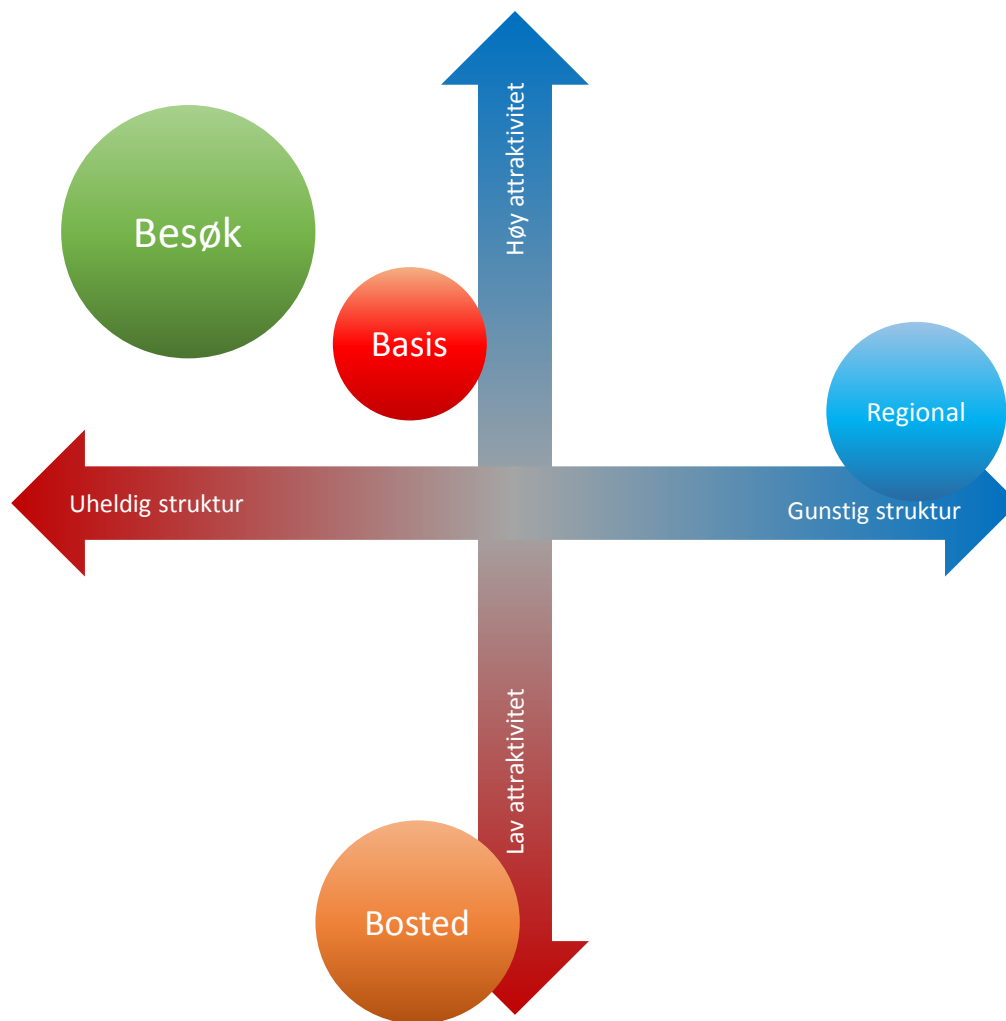 Høy attraktivitet
Besøk
Basis
Regional
Uheldig struktur
Gunstig struktur
Lav attraktivitet
Bosted